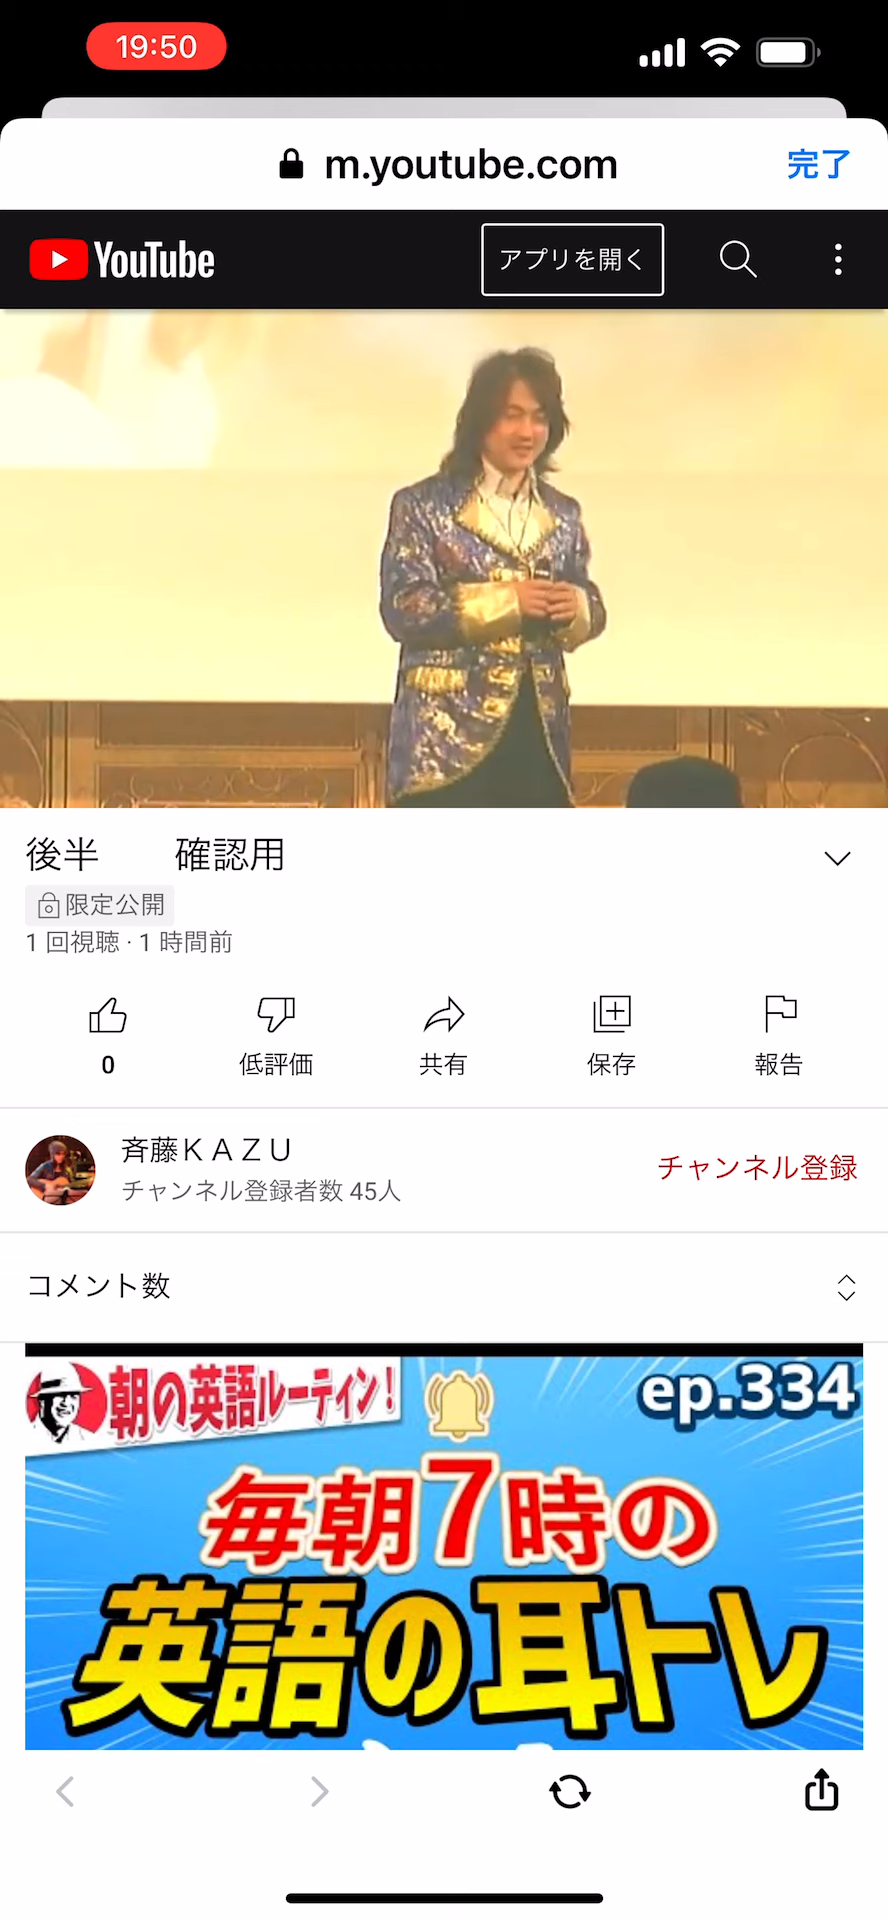 19:50
m.youtube.com
完了
YouTube
アプリを開く
後半　　確認用
限定公開
1 回視聴 · 1 時間前
0
低評価
共有
保存
報告
斉藤ＫＡＺＵ
チャンネル登録者数 45人
チャンネル登録
コメント数
朝の英語ルーティン!
ep.334
毎朝7時の
英語の耳トレ